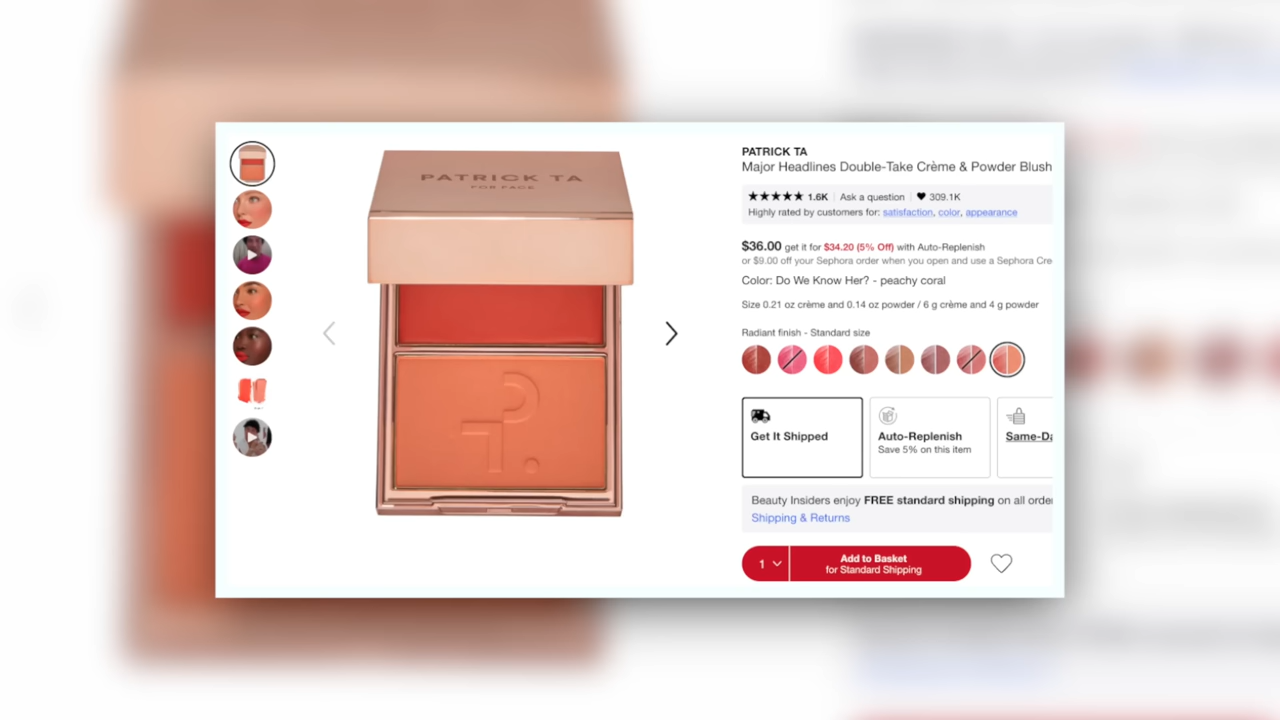 PATRICK TA
FOR FACE
PATRICK TA
Major Headlines Double-Take Crème & Powder Blush
★★★★★ 1.6K | Ask a question | ♥ 309.1K
Highly rated by customers for: satisfaction, color, appearance
$36.00 get it for $34.20 (5% Off) with Auto-Replenish
or $9.00 off your Sephora order when you open and use a Sephora Cre
Color: Do We Know Her? - peachy coral
Size 0.21 oz crème and 0.14 oz powder / 6 g crème and 4 g powder
Radiant finish - Standard size
Get It Shipped
Auto-Replenish
Save 5% on this item
Same-Da
Beauty Insiders enjoy FREE standard shipping on all orde
Shipping & Returns
1
Add to Basket
for Standard Shipping